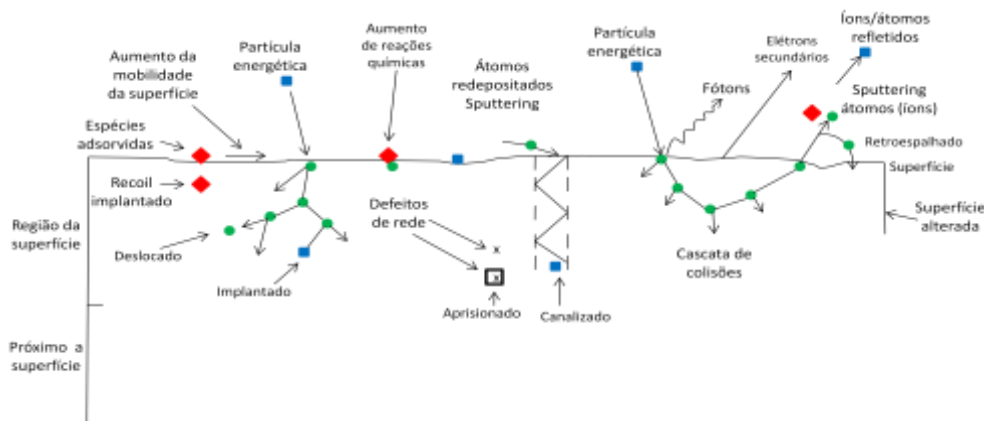 Aumento da
mobilidade
da superfície
Partícula
energética
Aumento
de reações
químicas
Átomos
redepositados
Sputtering
Partícula
energética
Fótons
Elétrons
secundários
Íons/átomos
refletidos
Sputtering
átomos (íons)
Retroespalhado
Superfície
Espécies
adsorvidas
Recoil
implantado
Região da
superfície
Deslocado
Implantado
Defeitos
de rede
x
x
Aprisionado
Canalizado
Cascata de
colisões
Superfície
alterada
Próximo a
superfície